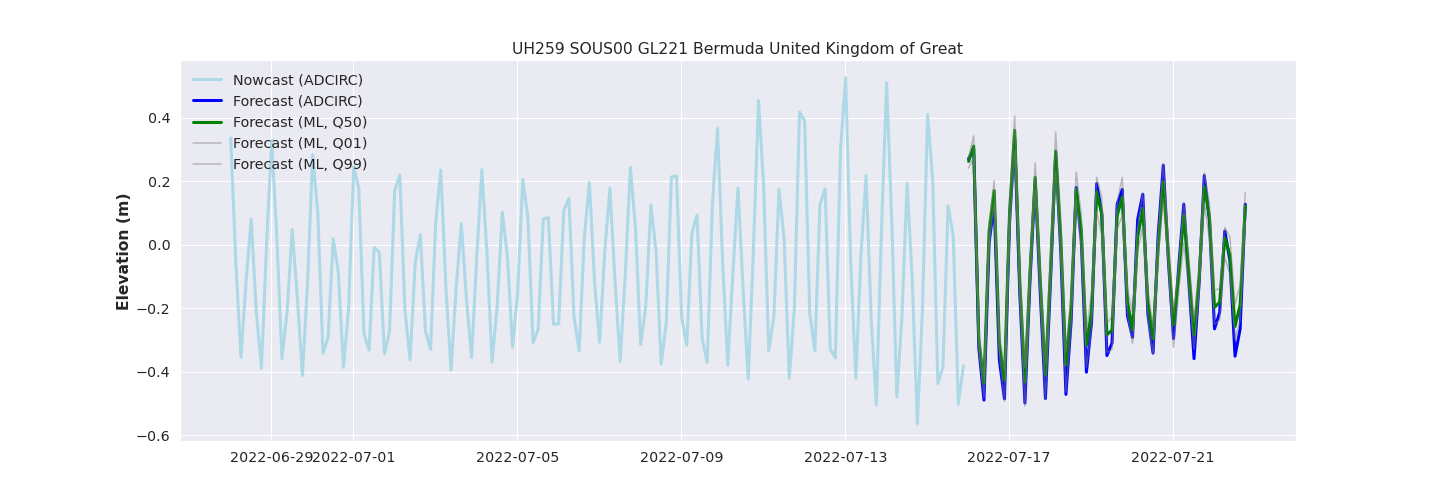 UH259 SOUS00 GL221 Bermuda United Kingdom of Great
Nowcast (ADCIRC)
Forecast (ADCIRC)
Forecast (ML, Q50)
Forecast (ML, Q01)
Forecast (ML, Q99)
Elevation (m)
0.4
0.2
0.0
−0.2
−0.4
−0.6
2022-06-29
2022-07-01
2022-07-05
2022-07-09
2022-07-13
2022-07-17
2022-07-21